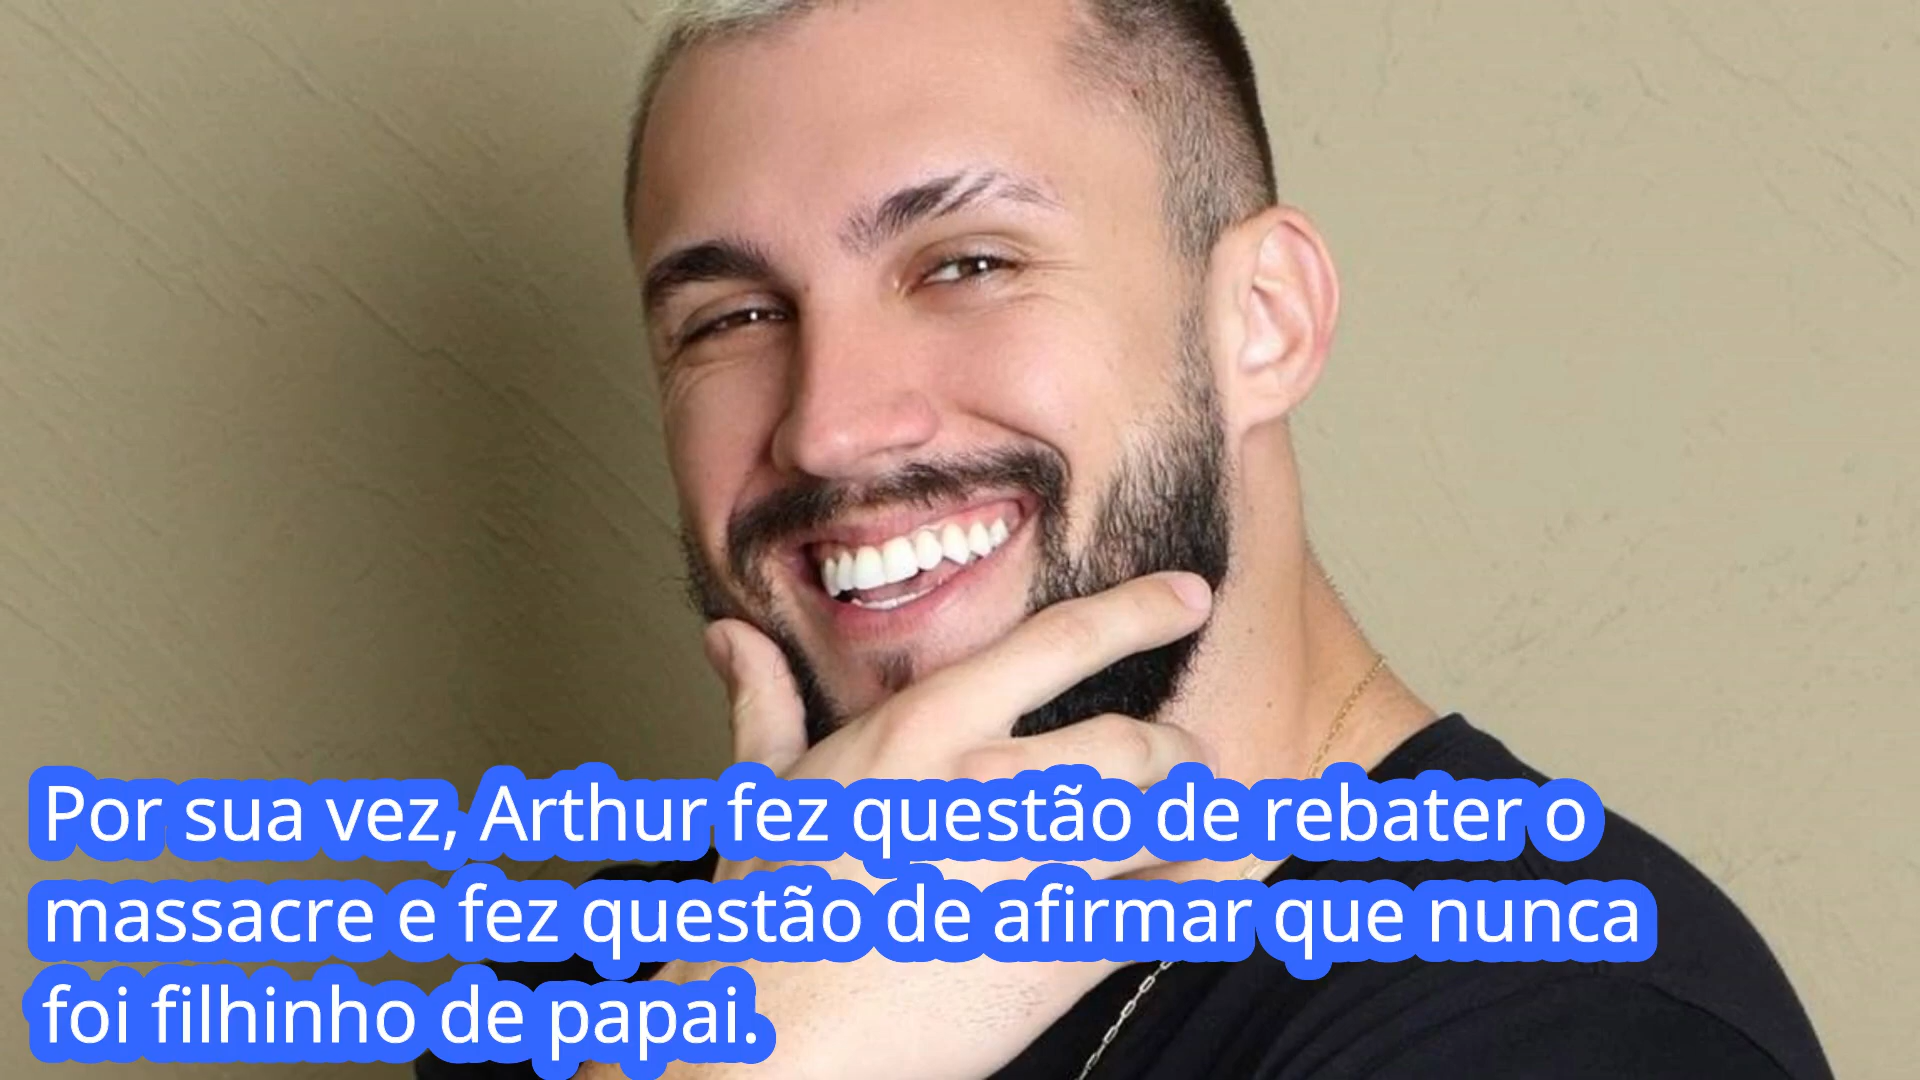 Por sua vez, Arthur fez questão de rebater o
massacre e fez questão de afirmar que nunca
foi filhinho de papai.